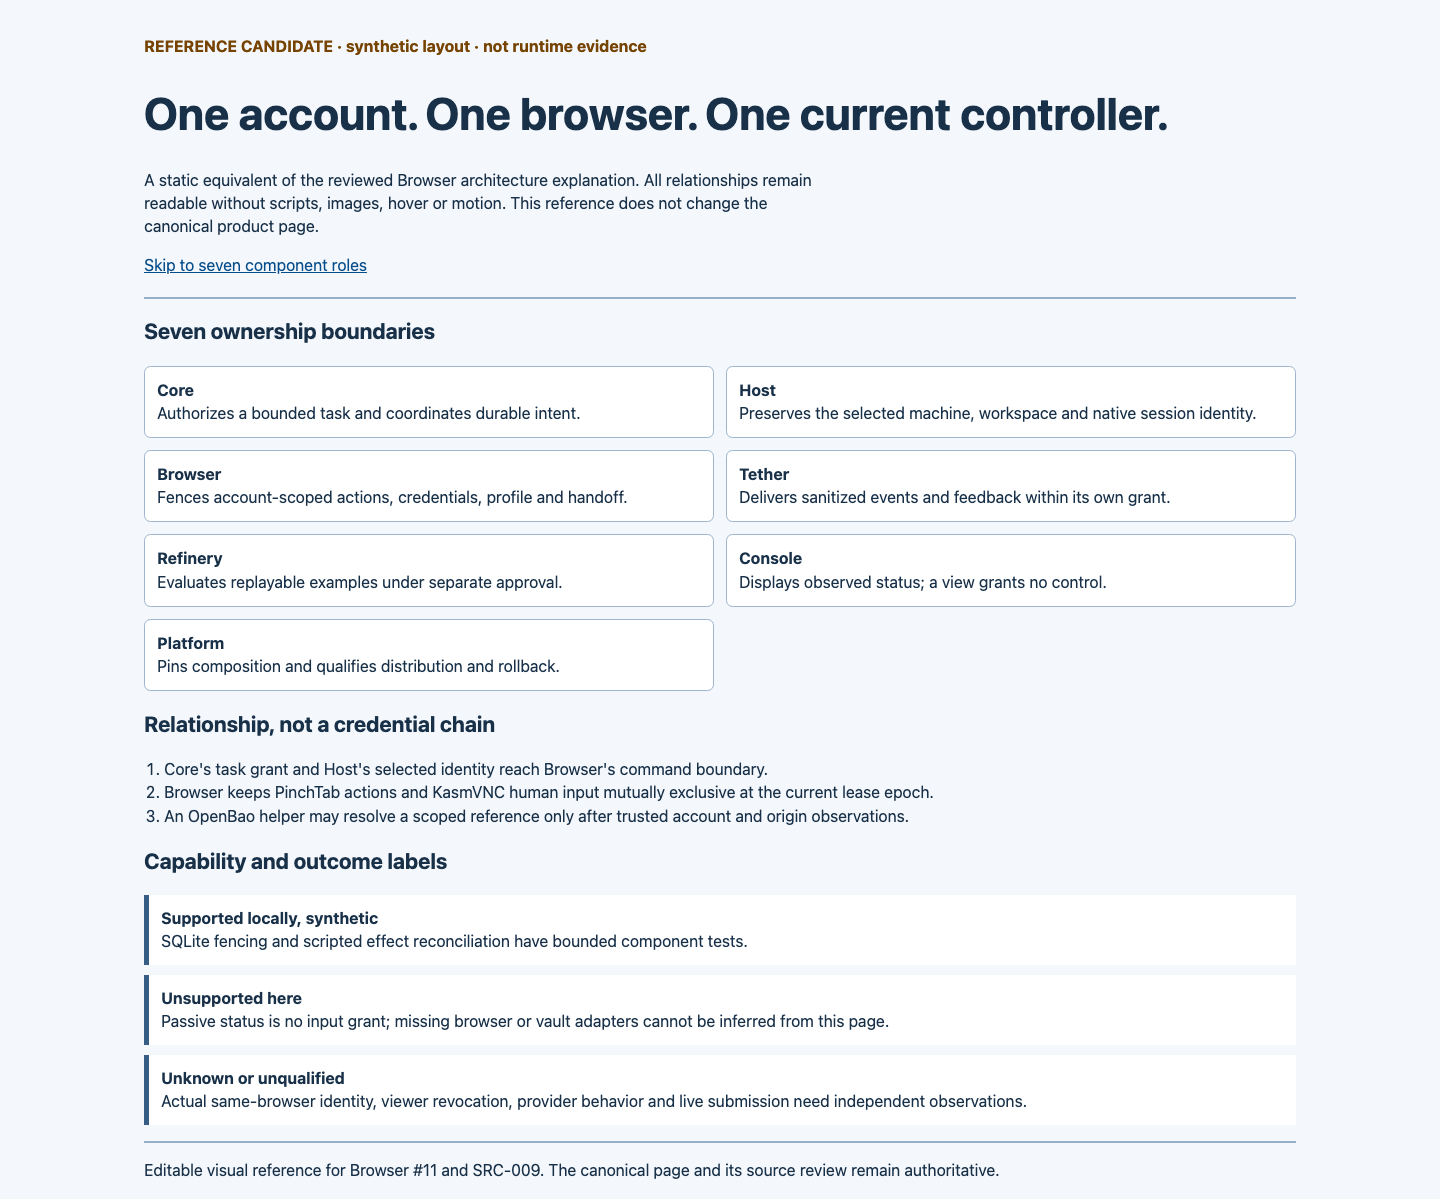 REFERENCE CANDIDATE · synthetic layout · not runtime evidence
One account. One browser. One current controller.
A static equivalent of the reviewed Browser architecture explanation. All relationships remain
readable without scripts, images, hover or motion. This reference does not change the
canonical product page.
Skip to seven component roles
Seven ownership boundaries
Core
Authorizes a bounded task and coordinates durable intent.
Host
Preserves the selected machine, workspace and native session identity.
Browser
Fences account-scoped actions, credentials, profile and handoff.
Tether
Delivers sanitized events and feedback within its own grant.
Refinery
Evaluates replayable examples under separate approval.
Console
Displays observed status; a view grants no control.
Platform
Pins composition and qualifies distribution and rollback.
Relationship, not a credential chain
1. Core's task grant and Host's selected identity reach Browser's command boundary.
2. Browser keeps PinchTab actions and KasmVNC human input mutually exclusive at the current lease epoch.
3. An OpenBao helper may resolve a scoped reference only after trusted account and origin observations.
Capability and outcome labels
Supported locally, synthetic
SQLite fencing and scripted effect reconciliation have bounded component tests.
Unsupported here
Passive status is no input grant; missing browser or vault adapters cannot be inferred from this page.
Unknown or unqualified
Actual same-browser identity, viewer revocation, provider behavior and live submission need independent observations.
Editable visual reference for Browser #11 and SRC-009. The canonical page and its source review remain authoritative.